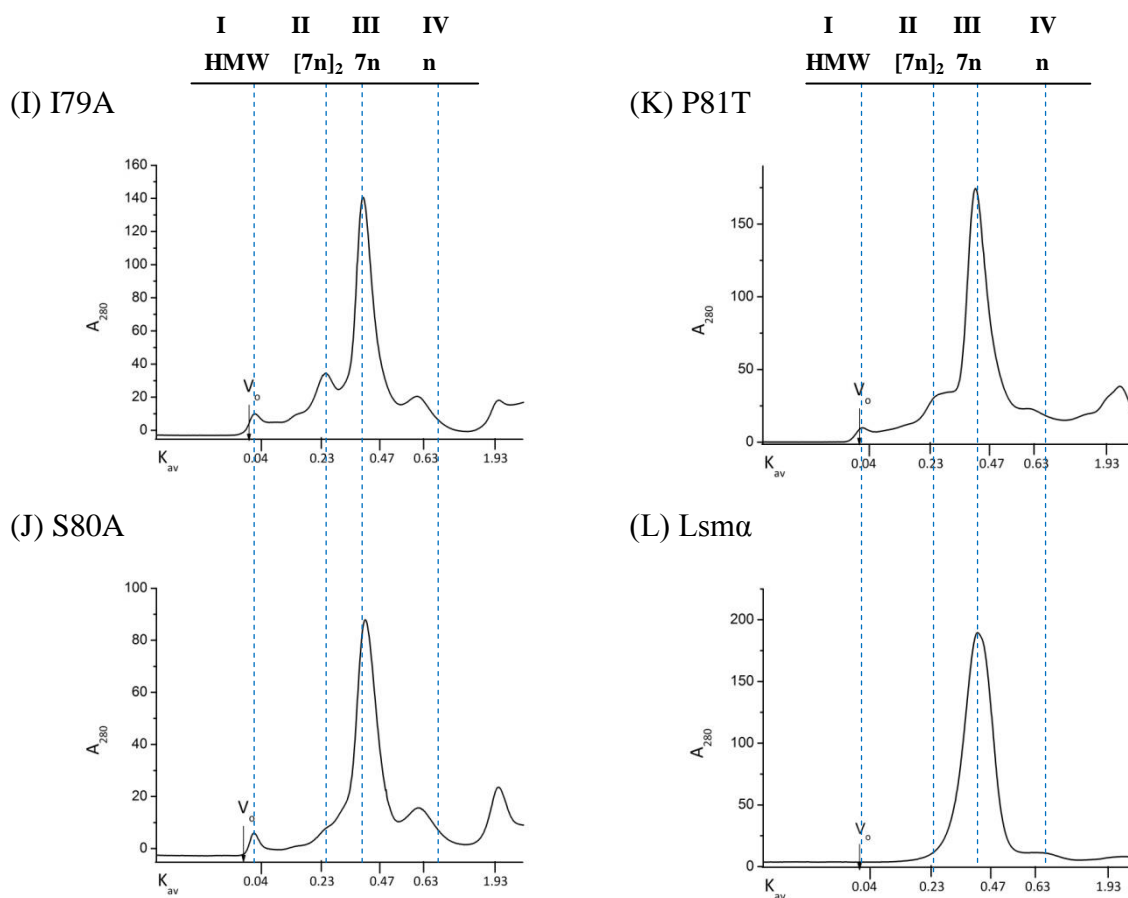 I II III IV
HMW [7n]₂ 7n n
(I) I79A
160
140
120
100
80
60
40
20
0
A₂₈₀
Vₒ
Kₐᵥ 0.04 0.23 0.47 0.63 1.93
(J) S80A
100
80
60
40
20
0
A₂₈₀
Vₒ
Kₐᵥ 0.04 0.23 0.47 0.63 1.93
I II III IV
HMW [7n]₂ 7n n
(K) P81T
150
100
50
0
A₂₈₀
Vₒ
Kₐᵥ 0.04 0.23 0.47 0.63 1.93
(L) Lsmα
200
150
100
50
0
A₂₈₀
Vₒ
Kₐᵥ 0.04 0.23 0.47 0.63 1.93